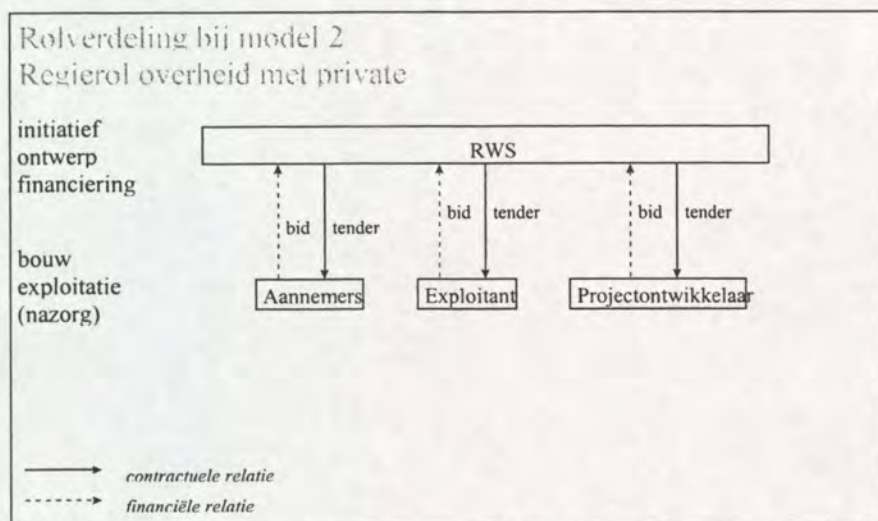 Rolverdeling bij model 2
Regierol overheid met private
initiatief
ontwerp
financiering
RWS
bid tender bid tender bid tender
bouw
exploitatie
(nazorg)
Aannemers Exploitant Projectontwikkelaar
contractuele relatie
financiële relatie